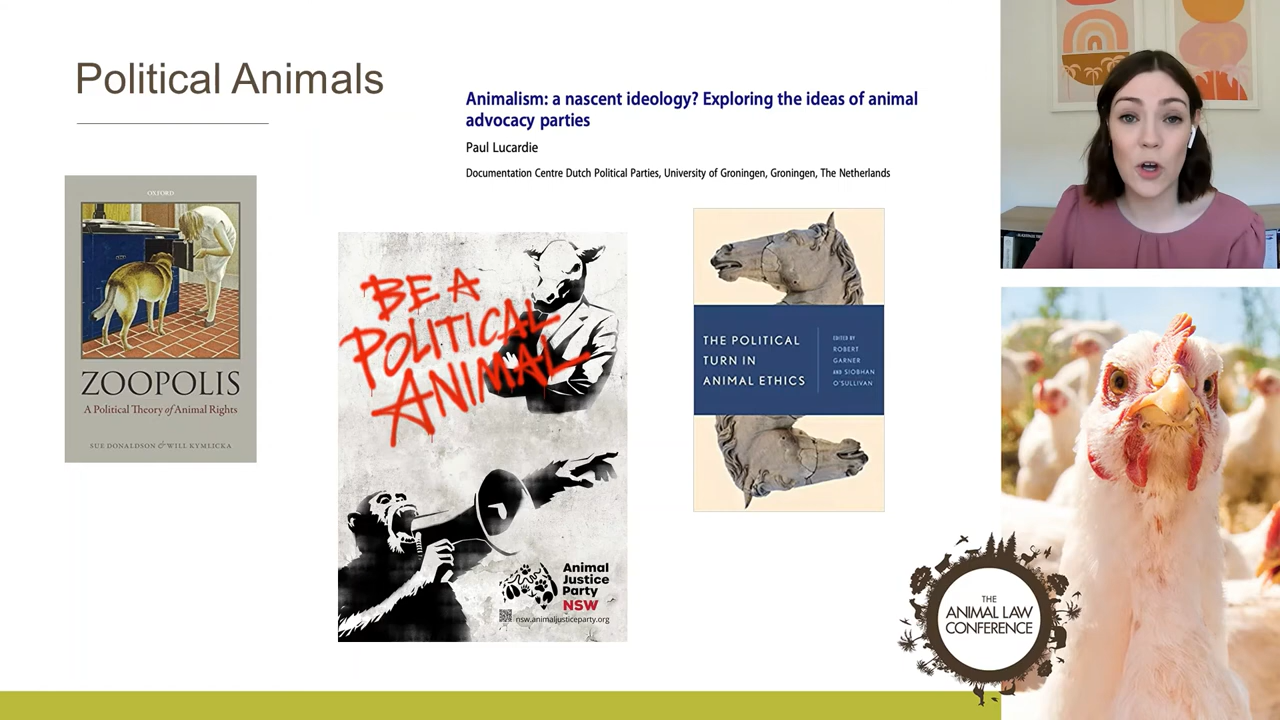 Political Animals
Animalism: a nascent ideology? Exploring the ideas of animal
advocacy parties
Paul Lucardie
Documentation Centre Dutch Political Parties, University of Groningen, Groningen, The Netherlands
OXFORD
ZOOPOLIS
A Political Theory of Animal Rights
SUE DONALDSON & WILL KYMLICKA
BE A
POLITICAL
ANIMAL
Animal
Justice
Party
NSW
nsw.animaljusticeparty.org
THE POLITICAL
TURN IN
ANIMAL ETHICS
EDITED BY
ROBERT
GARNER
AND SIOBHAN
O'SULLIVAN
THE
ANIMAL LAW
CONFERENCE